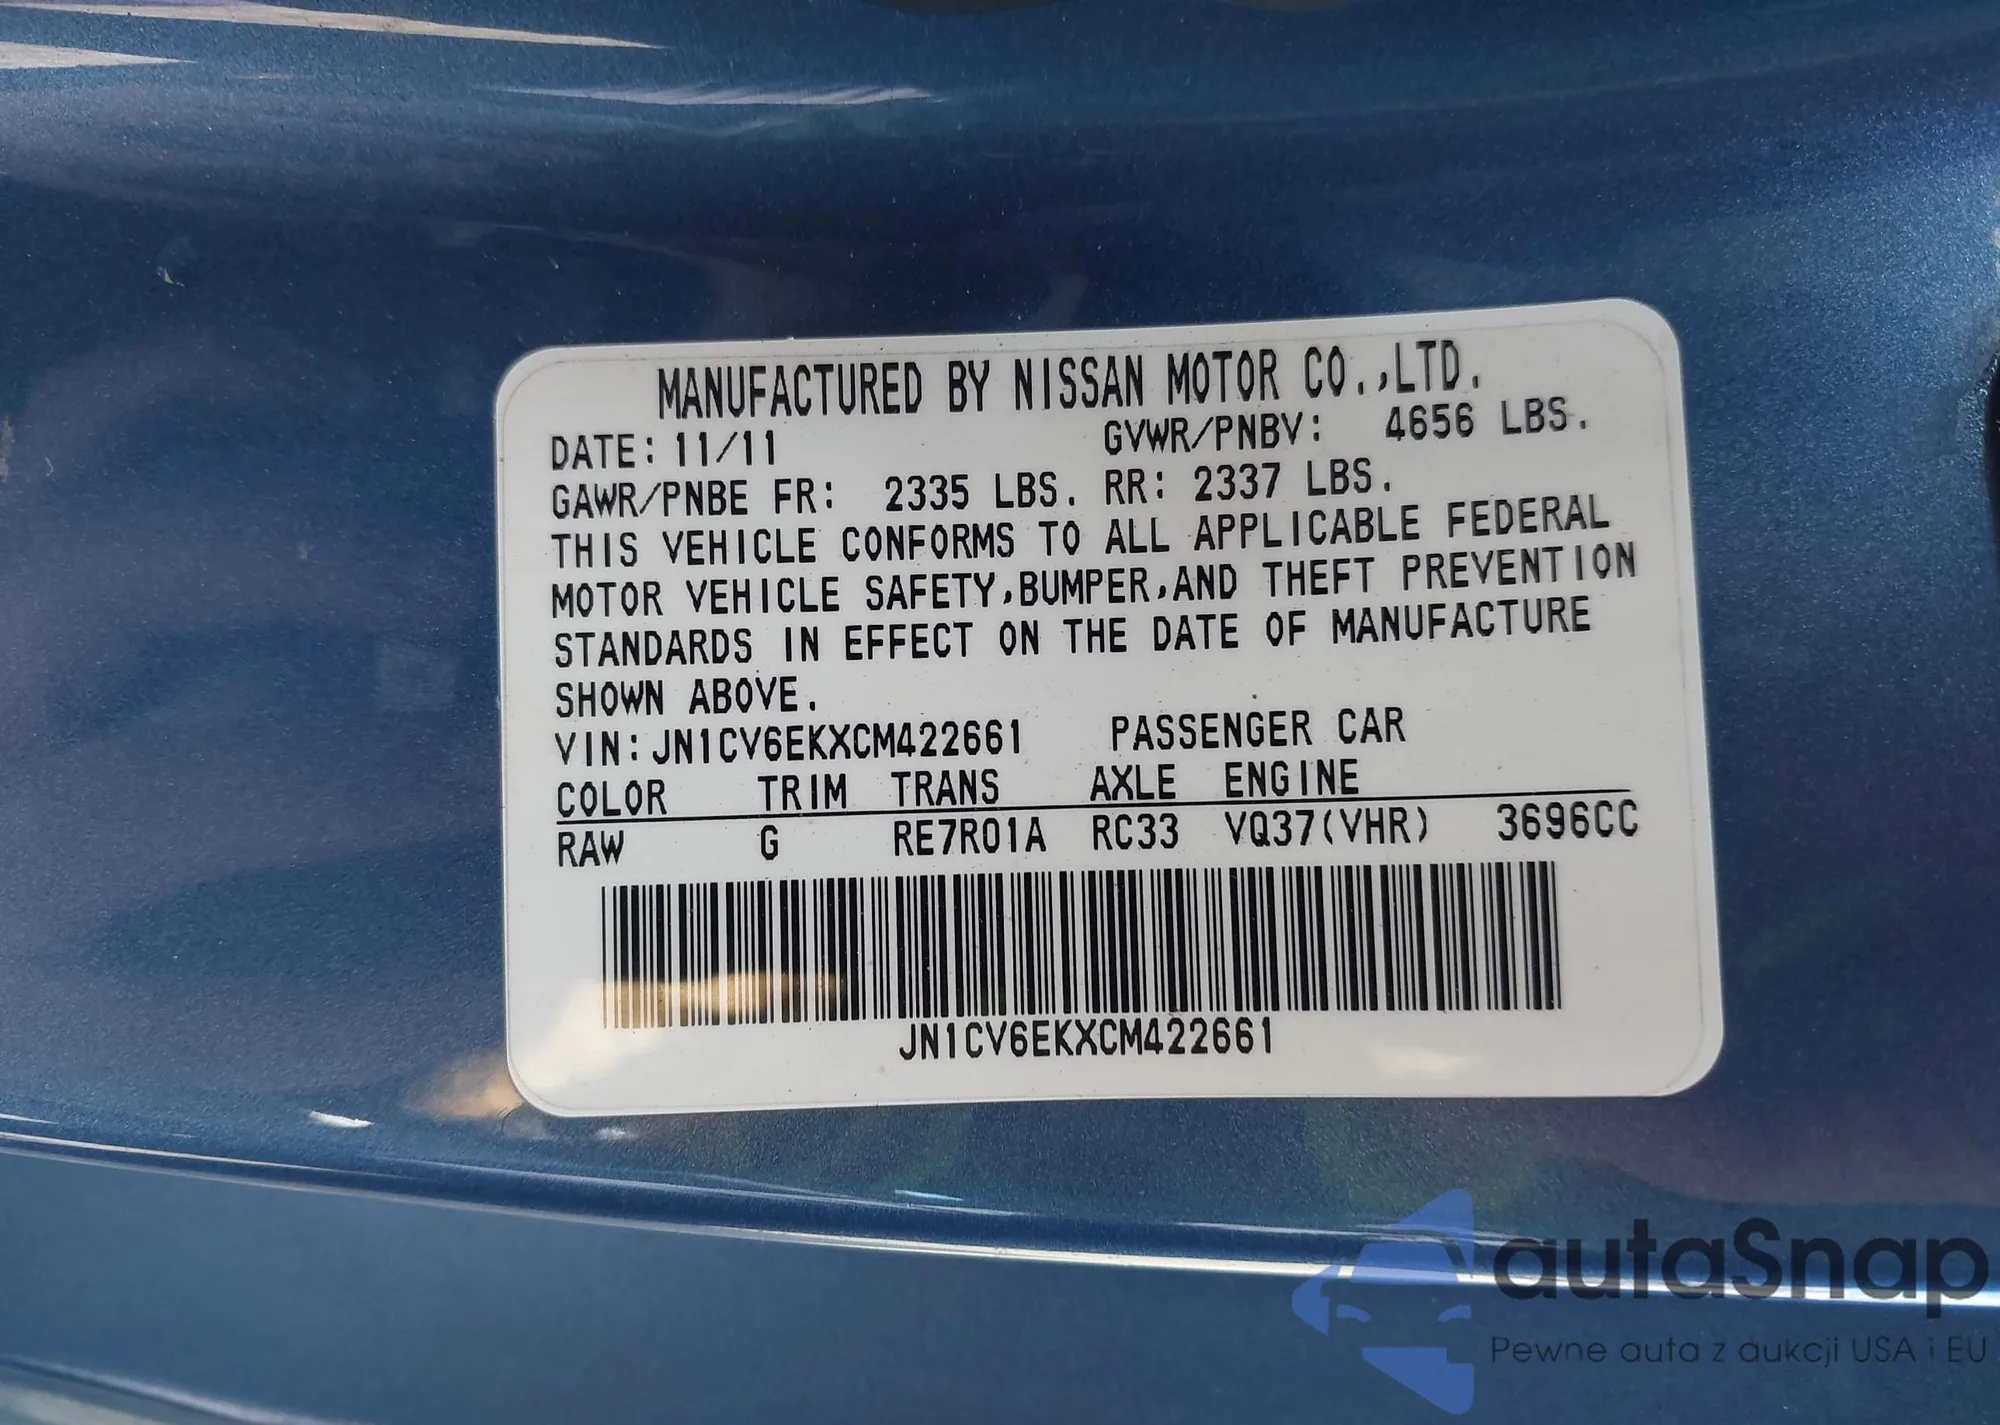 MANUFACTURED BY NISSAN MOTOR CO.,LTD.
DATE: 11/11 GVWR/PNBV: 4656 LBS.
GAWR/PNBE FR: 2335 LBS. RR: 2337 LBS.
THIS VEHICLE CONFORMS TO ALL APPLICABLE FEDERAL
MOTOR VEHICLE SAFETY,BUMPER,AND THEFT PREVENTION
STANDARDS IN EFFECT ON THE DATE OF MANUFACTURE
SHOWN ABOVE.
VIN:JN1CV6EKXCM422661 PASSENGER CAR
COLOR TRIM TRANS AXLE ENGINE
RAW G RE7R01A RC33 VQ37(VHR) 3696CC
JN1CV6EKXCM422661
autaSnap
Pewne auta z aukcji USA i EU